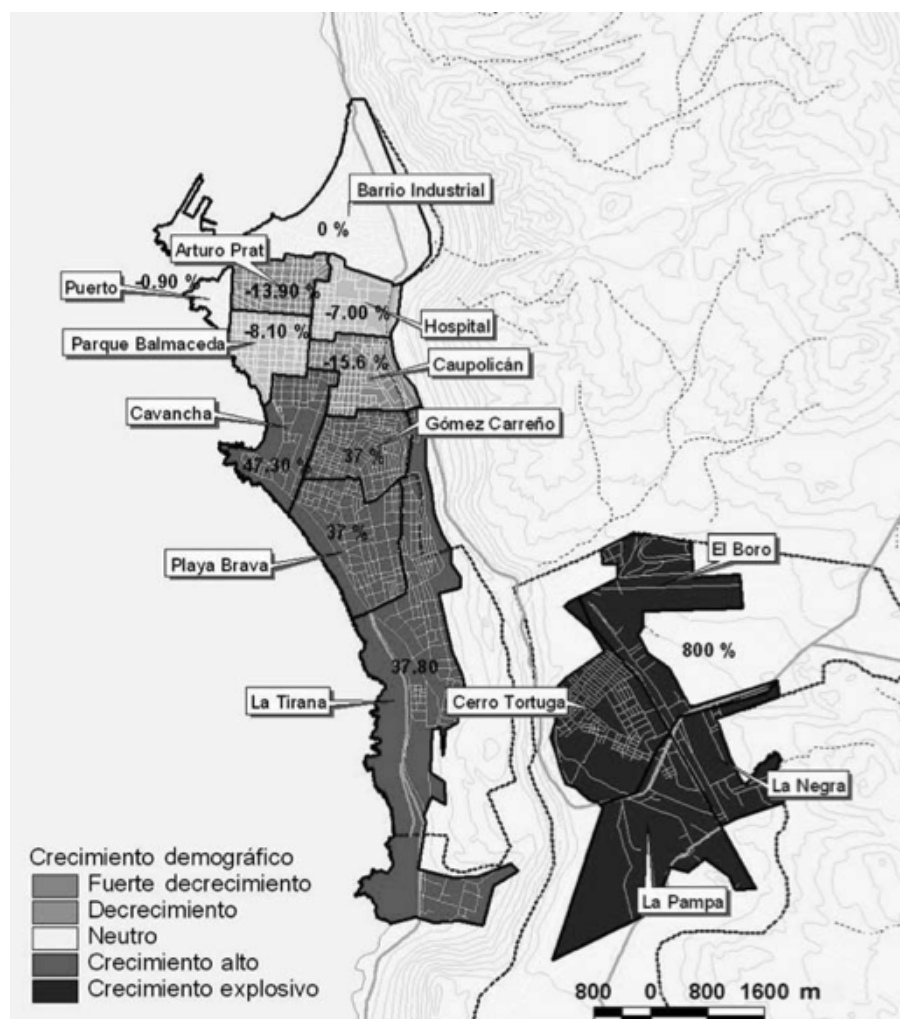 Barrio Industrial
0 %
Arturo Prat
-0.90 %
Puerto
-13.90 %
-7.00 %
Hospital
-8.10 %
Parque Balmaceda
-15.6 %
Caupolicán
Cavancha
Gómez Carreño
37 %
47.30 %
37 %
Playa Brava
El Boro
800 %
37.80
La Tirana
Cerro Tortuga
La Negra
La Pampa
Crecimiento demográfico
Fuerte decrecimiento
Decrecimiento
Neutro
Crecimiento alto
Crecimiento explosivo
800 0 800 1600 m